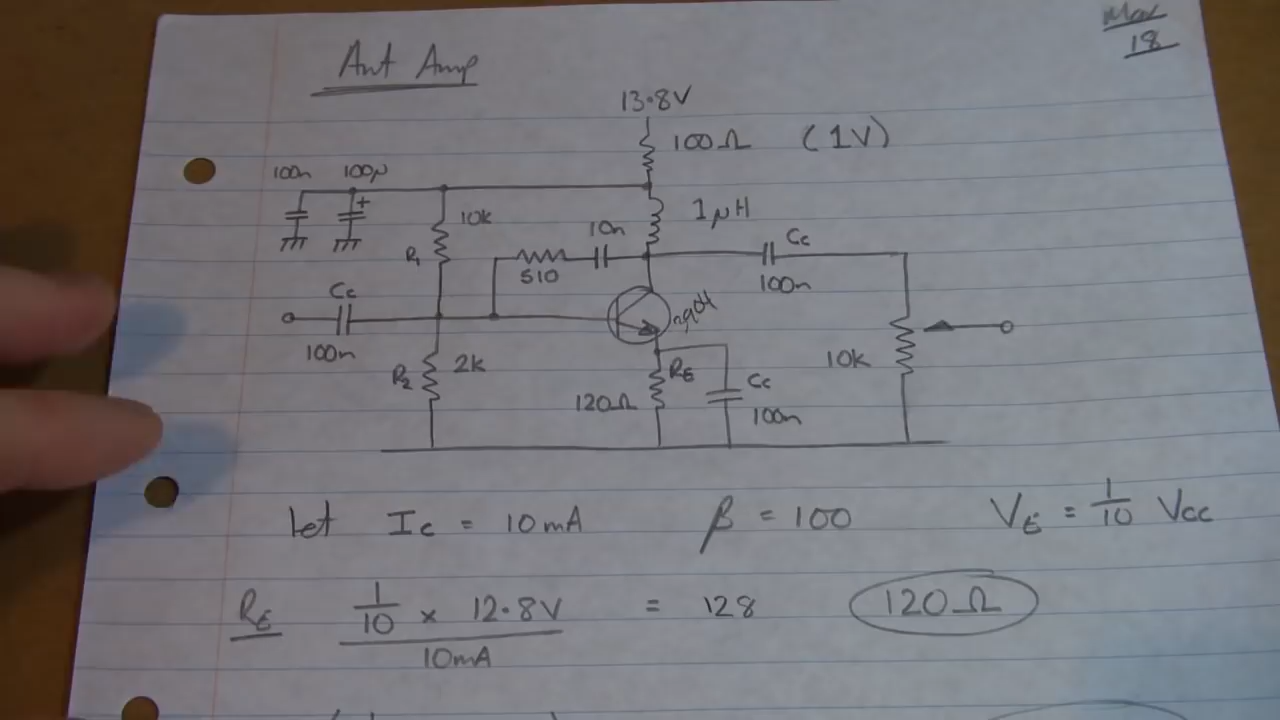 Ant Amp
Mar
18
13.8V
100Ω (1V)
100n 100µ
+
10k
R1
1µH
10n
510
Cc
100n
Cc
100n
R2
2k
RE
120Ω
Cc
100n
10k
Let Ic = 10mA β = 100 VE = 1/10 Vcc
RE 1/10 × 12.8V = 128 120Ω
10mA